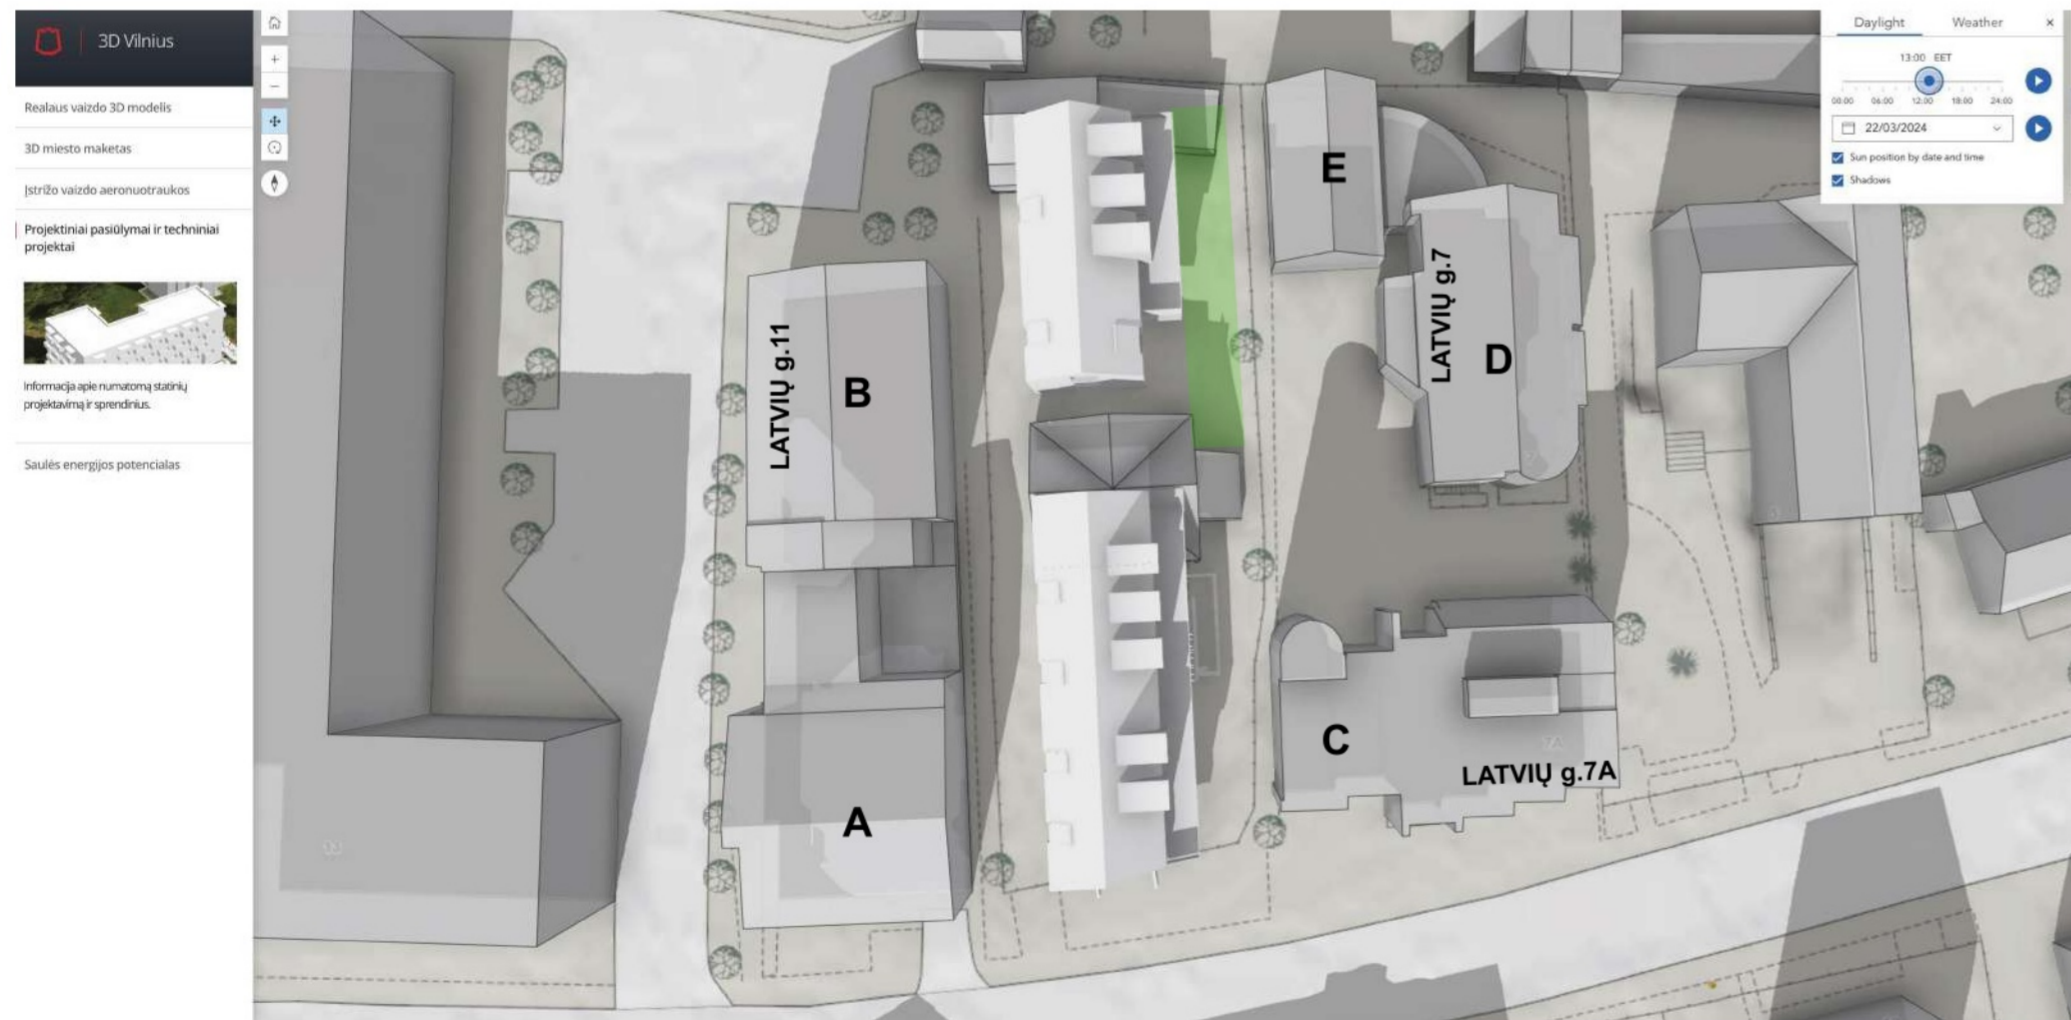 3D Vilnius
Realaus vaizdo 3D modelis
3D miesto maketas
Įstrižo vaizdo aeronuotraukos
Projektiniai pasiūlymai ir techniniai
projektai
Informacija apie numatomą statinių
projektavimą ir sprendinius.
Saulės energijos potencialas
+
−
Daylight Weather ×
13:00 EET
00:00 06:00 12:00 18:00 24:00
22/03/2024
Sun position by date and time
Shadows
E
LATVIŲ g.7
D
LATVIŲ g.11
B
C
LATVIŲ g.7A
7A
A
13